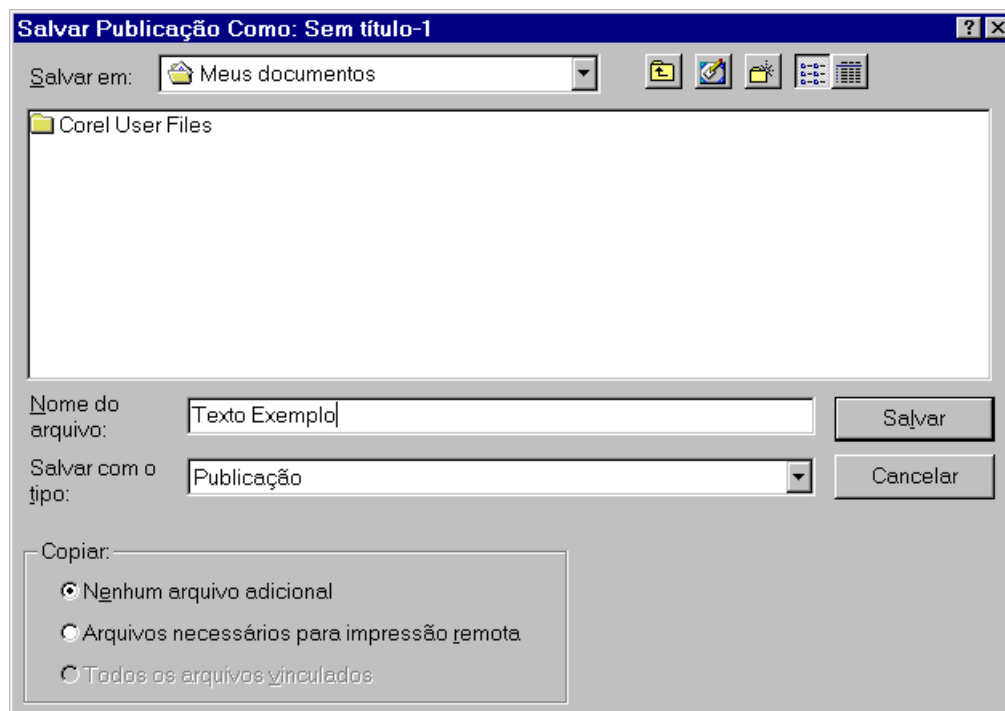 Salvar Publicação Como: Sem título-1
Salvar em:
Meus documentos
Corel User Files
Nome do
arquivo:
Texto Exemplo
Salvar
Salvar com o
tipo:
Publicação
Cancelar
Copiar:
Nenhum arquivo adicional
Arquivos necessários para impressão remota
Todos os arquivos vinculados